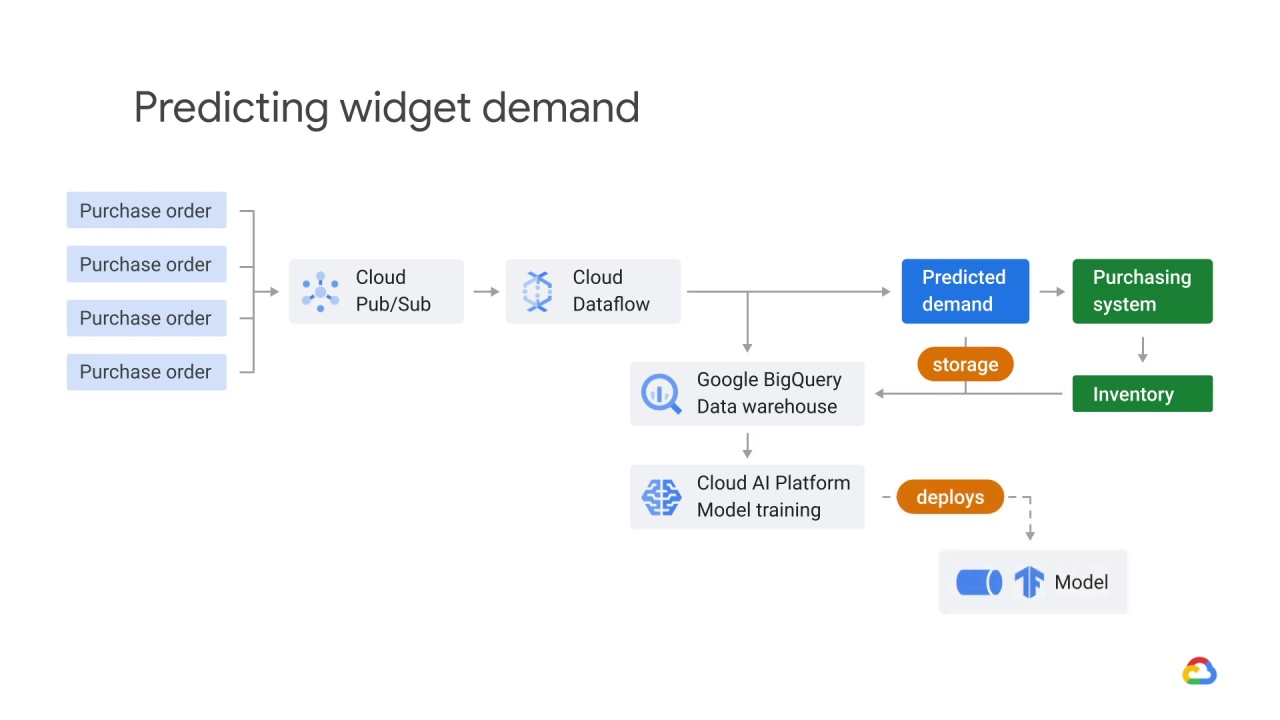 Predicting widget demand
Purchase order
Purchase order
Purchase order
Purchase order
Cloud
Pub/Sub
Cloud
Dataflow
Predicted
demand
Purchasing
system
storage
Google BigQuery
Data warehouse
Inventory
Cloud AI Platform
Model training
deploys
Model